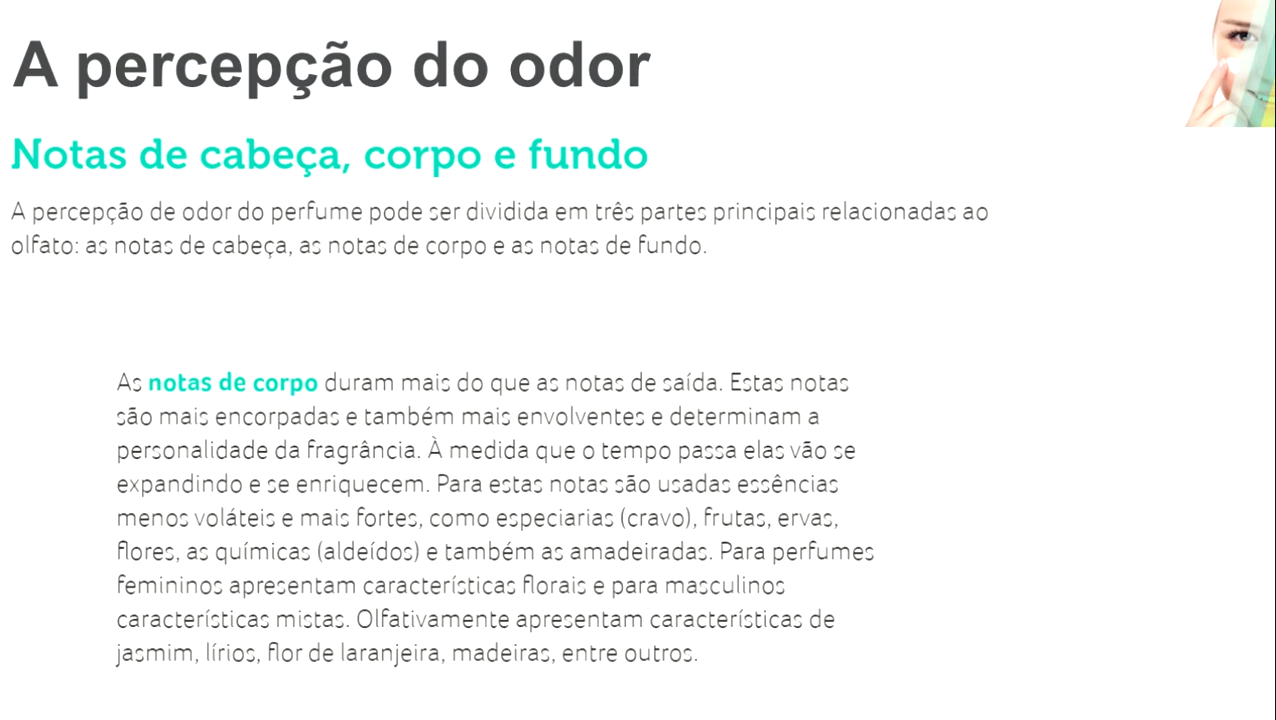 A percepção do odor
Notas de cabeça, corpo e fundo
A percepção de odor do perfume pode ser dividida em três partes principais relacionadas ao
olfato: as notas de cabeça, as notas de corpo e as notas de fundo.
As notas de corpo duram mais do que as notas de saída. Estas notas
são mais encorpadas e também mais envolventes e determinam a
personalidade da fragrância. À medida que o tempo passa elas vão se
expandindo e se enriquecem. Para estas notas são usadas essências
menos voláteis e mais fortes, como especiarias (cravo), frutas, ervas,
flores, as químicas (aldeídos) e também as amadeiradas. Para perfumes
femininos apresentam características florais e para masculinos
características mistas. Olfativamente apresentam características de
jasmim, lírios, flor de laranjeira, madeiras, entre outros.